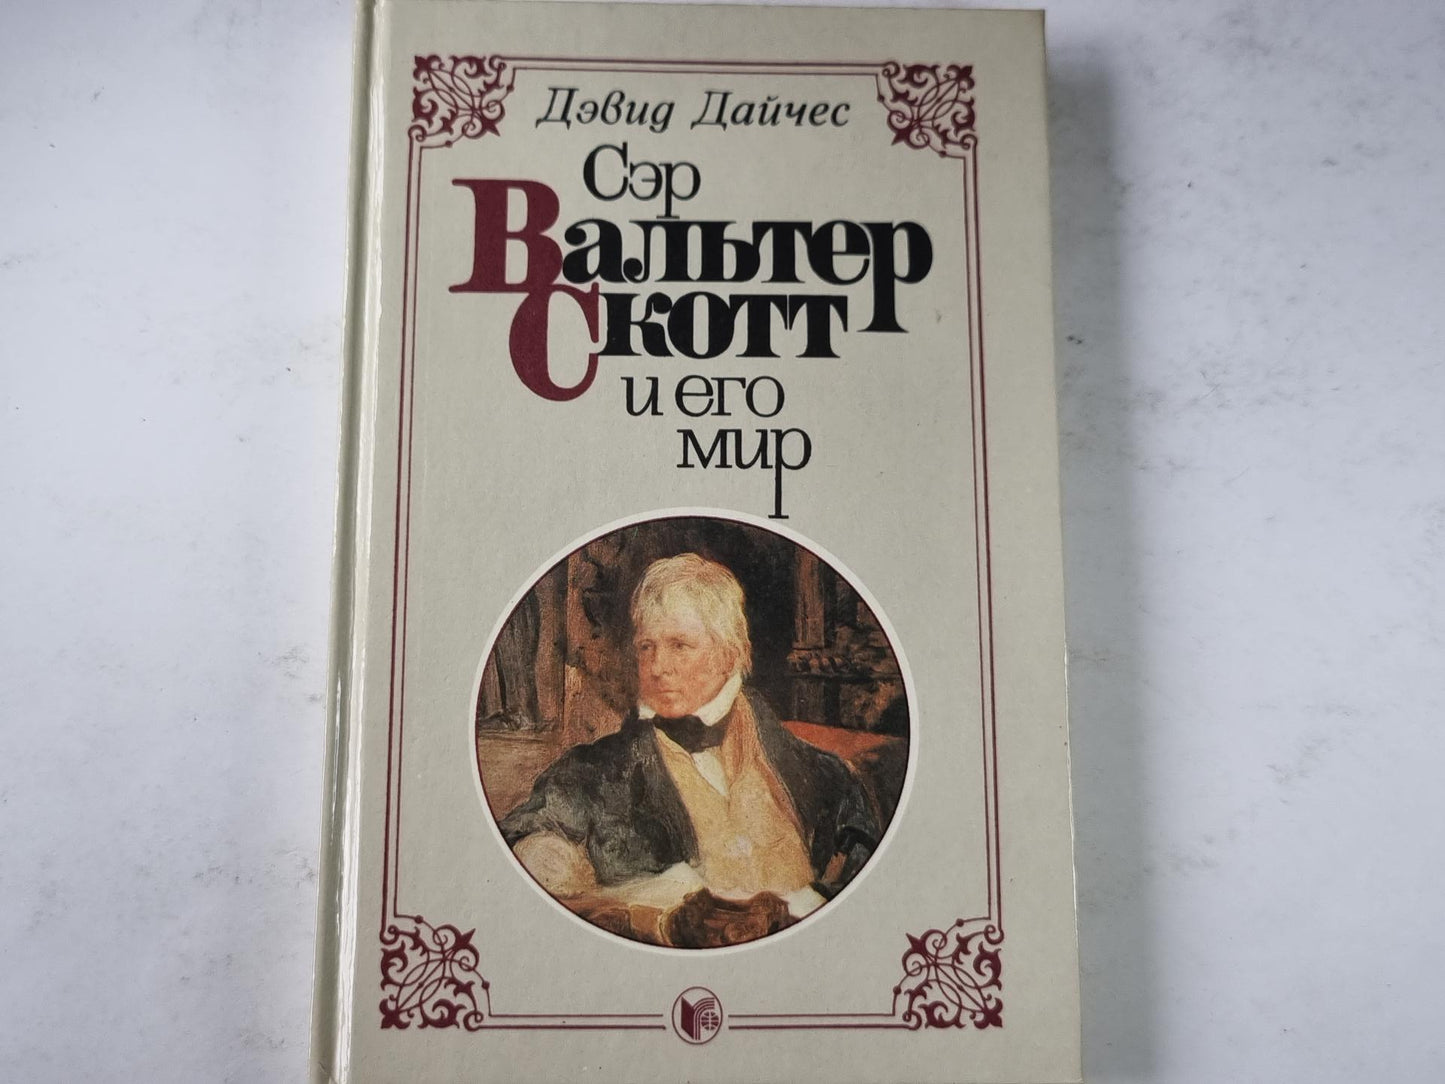 Дэвид Дайчес
Сэр
Вальтер
Скотт
и его
мир